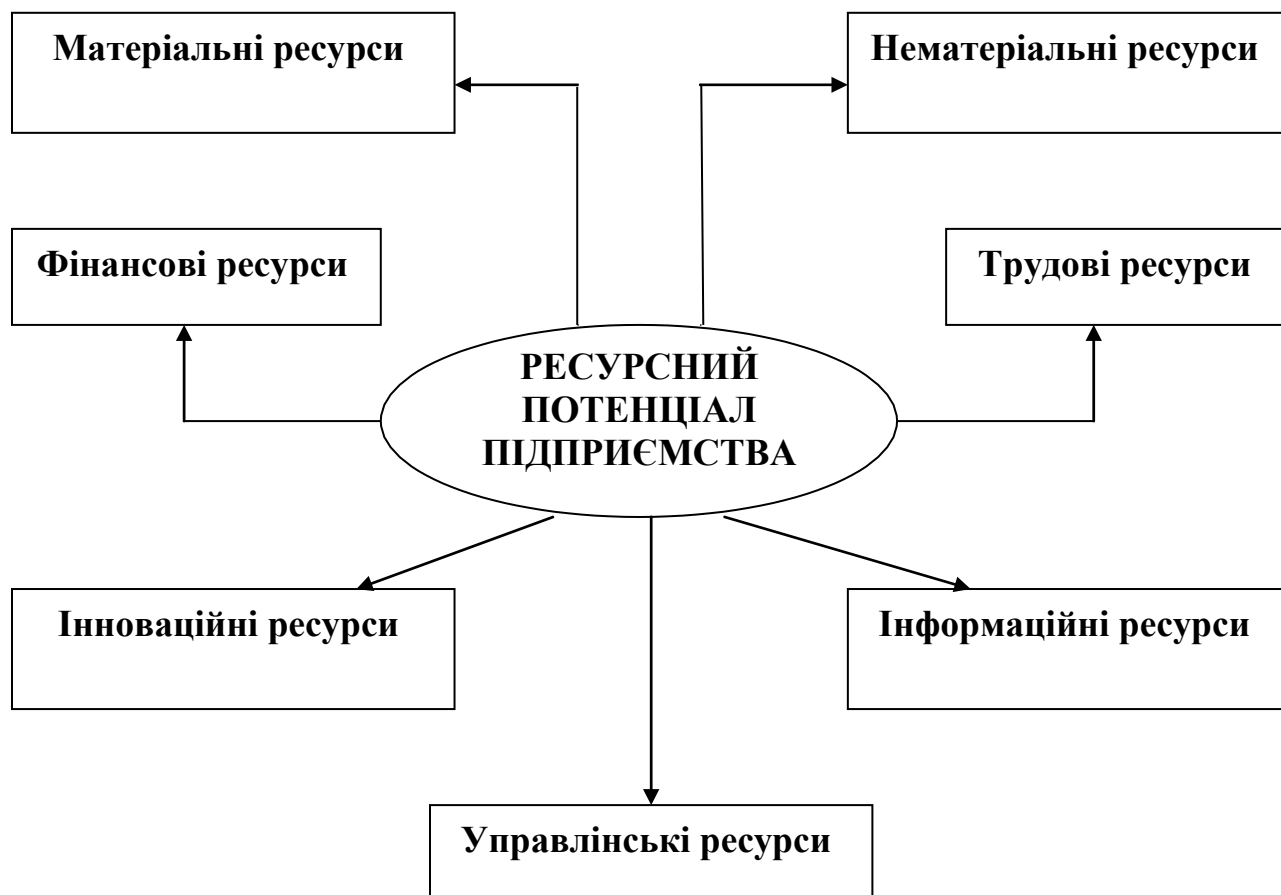 Матеріальні ресурси
Нематеріальні ресурси
Фінансові ресурси
Трудові ресурси
РЕСУРСНИЙ
ПОТЕНЦІАЛ
ПІДПРИЄМСТВА
Інноваційні ресурси
Інформаційні ресурси
Управлінські ресурси